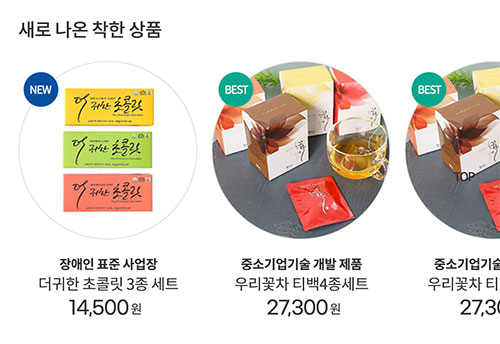 새로 나온 착한 상품
NEW
더 귀한 초콜릿
더 귀한 초콜릿
더 귀한 초콜릿
장애인 표준 사업장
더귀한 초콜릿 3종 세트
14,500원
BEST
중소기업기술 개발 제품
우리꽃차 티백4종세트
27,300원
BEST
TOP
중소기업기술
우리꽃차 티
27,30